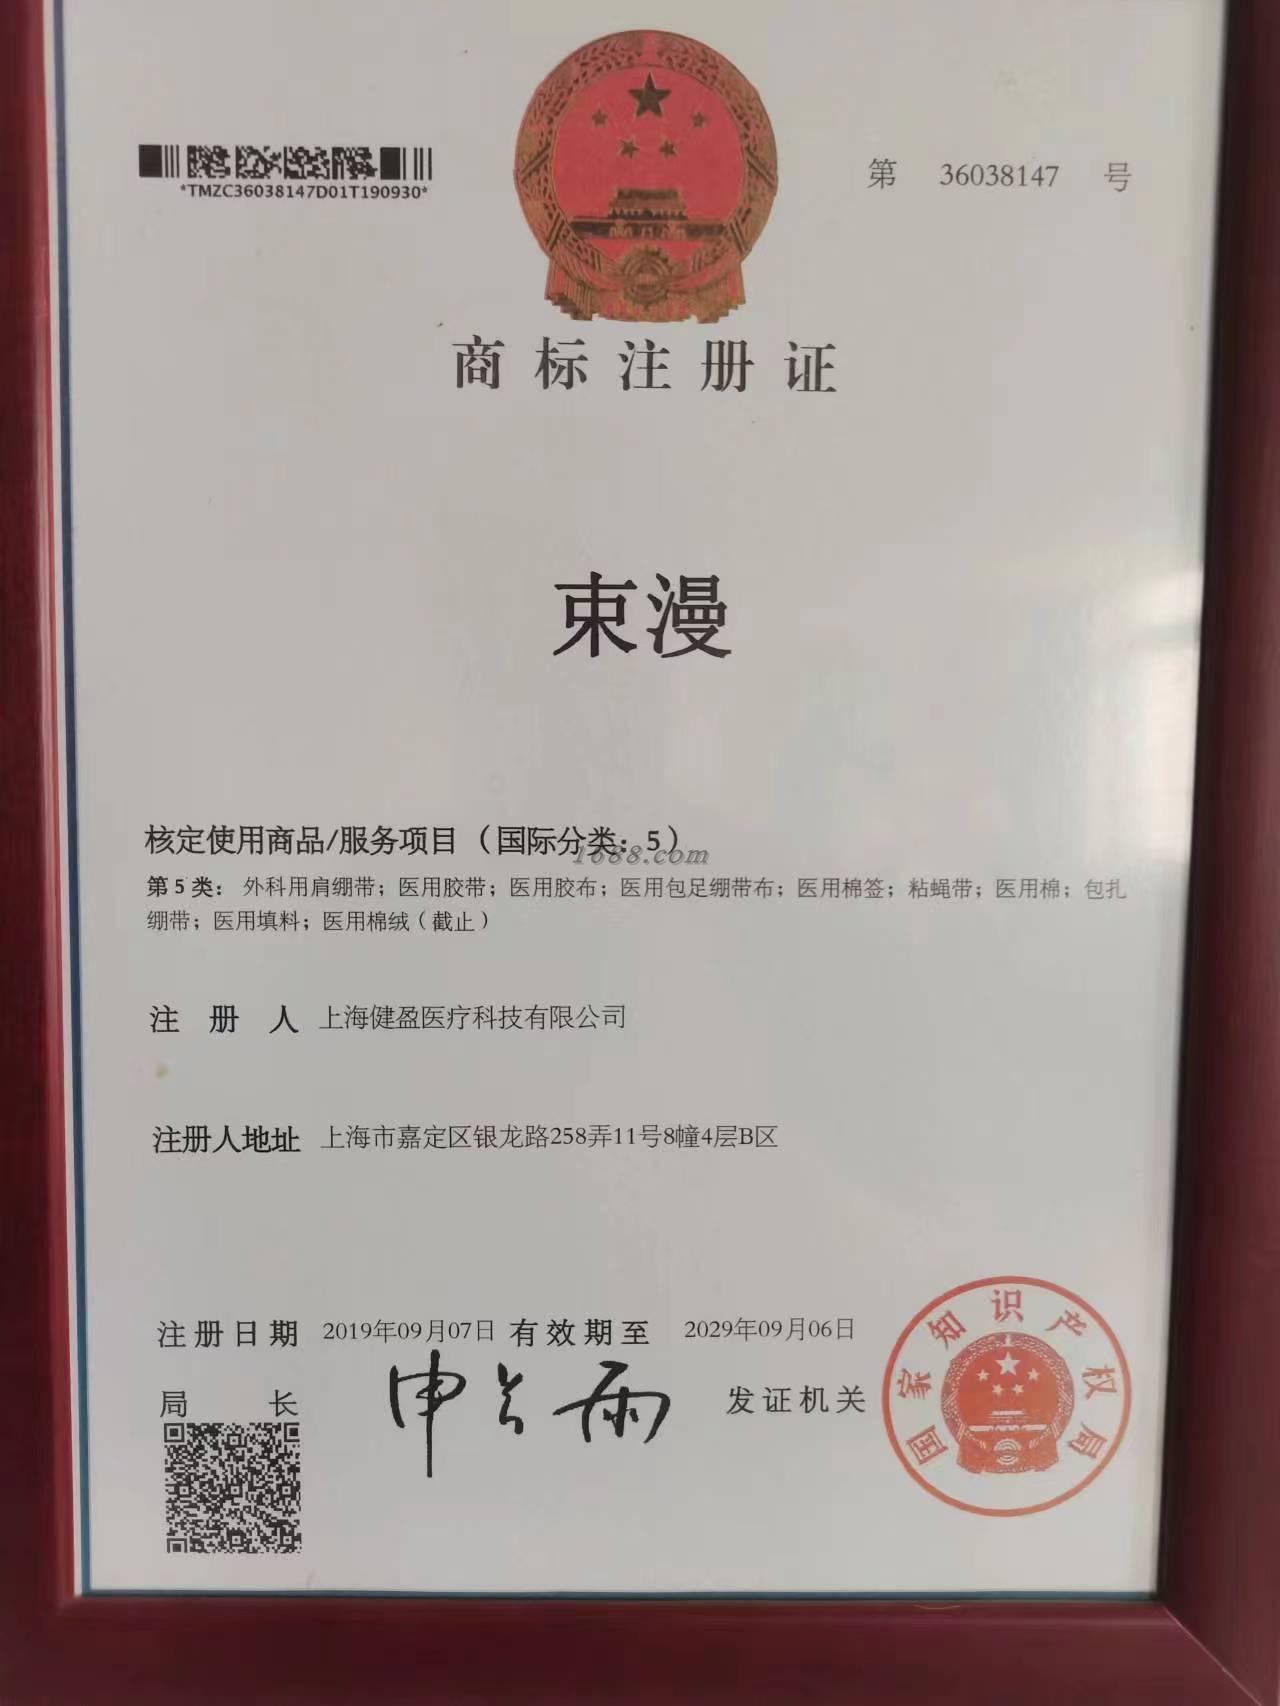 *TMZC36038147D01T190930*
第 36038147 号
商标注册证
束漫
核定使用商品/服务项目（国际分类：5）
1688.com
第5类：外科用肩绷带；医用胶带；医用胶布；医用包足绷带布；医用棉签；粘蝇带；医用棉；包扎
绷带；医用填料；医用棉绒（截止）
注册人 上海健盈医疗科技有限公司
注册人地址 上海市嘉定区银龙路258弄11号8幢4层B区
注册日期 2019年09月07日 有效期至 2029年09月06日
局长 申长雨 发证机关
国家知识产权局